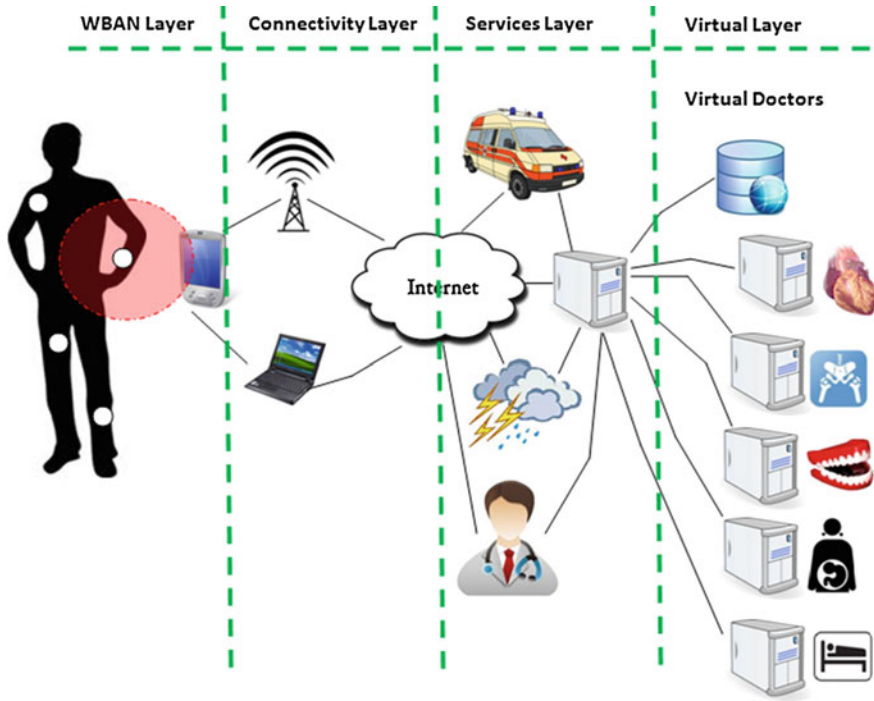 WBAN Layer
Connectivity Layer
Services Layer
Virtual Layer
Virtual Doctors
Internet